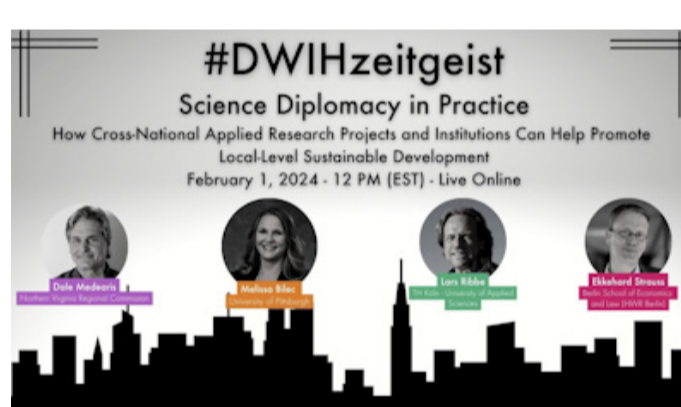 #DWIHzeitgeist
Science Diplomacy in Practice
How Cross-National Applied Research Projects and Institutions Can Help Promote
Local-Level Sustainable Development
February 1, 2024 - 12 PM (EST) - Live Online
Dale Medearis
Northern Virginia Regional Commission
Melissa Bilec
University of Pittsburgh
Lars Ribbe
TH Köln - University of Applied
Sciences
Ekkehard Strauss
Berlin School of Economics
and Law (HWR Berlin)